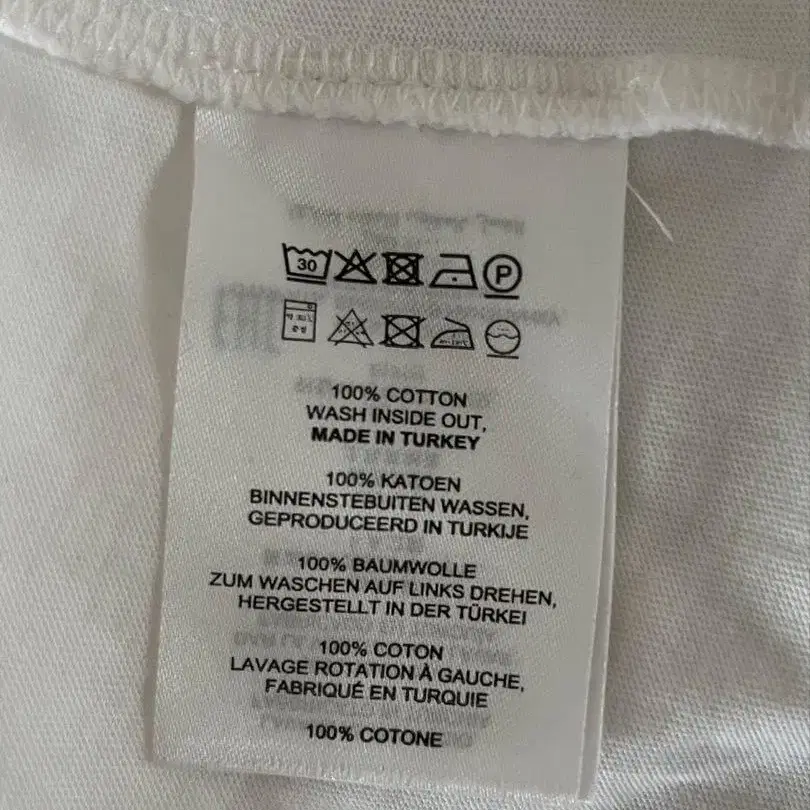 30 P
100% COTTON
WASH INSIDE OUT,
MADE IN TURKEY
100% KATOEN
BINNENSTEBUITEN WASSEN,
GEPRODUCEERD IN TURKIJE
100% BAUMWOLLE
ZUM WASCHEN AUF LINKS DREHEN,
HERGESTELLT IN DER TÜRKEI
100% COTON
LAVAGE ROTATION À GAUCHE,
FABRIQUÉ EN TURQUIE
100% COTONE